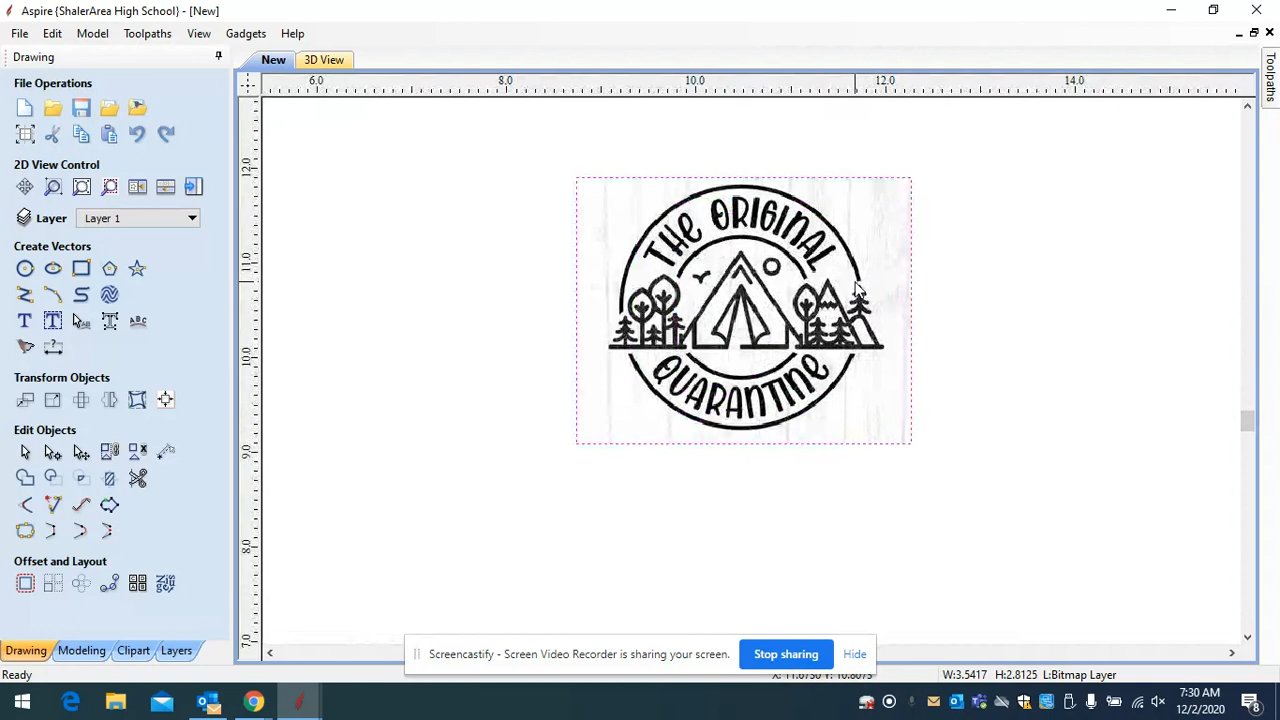 Aspire {ShalerArea High School} - [New]
File Edit Model Toolpaths View Gadgets Help
Drawing
New 3D View
Toolpaths
File Operations
6.0 8.0 10.0 12.0 14.0
2D View Control
12.0
Layer Layer 1
Create Vectors
11.0
THE ORIGINAL
10.0
Transform Objects
QUARANTINE
Edit Objects
9.0
8.0
Offset and Layout
7.0
Drawing Modeling Clipart Layers
Screencastify - Screen Video Recorder is sharing your screen. Stop sharing Hide
Ready
W:3.5417 H:2.8125 L:Bitmap Layer
7:30 AM
12/2/2020
8